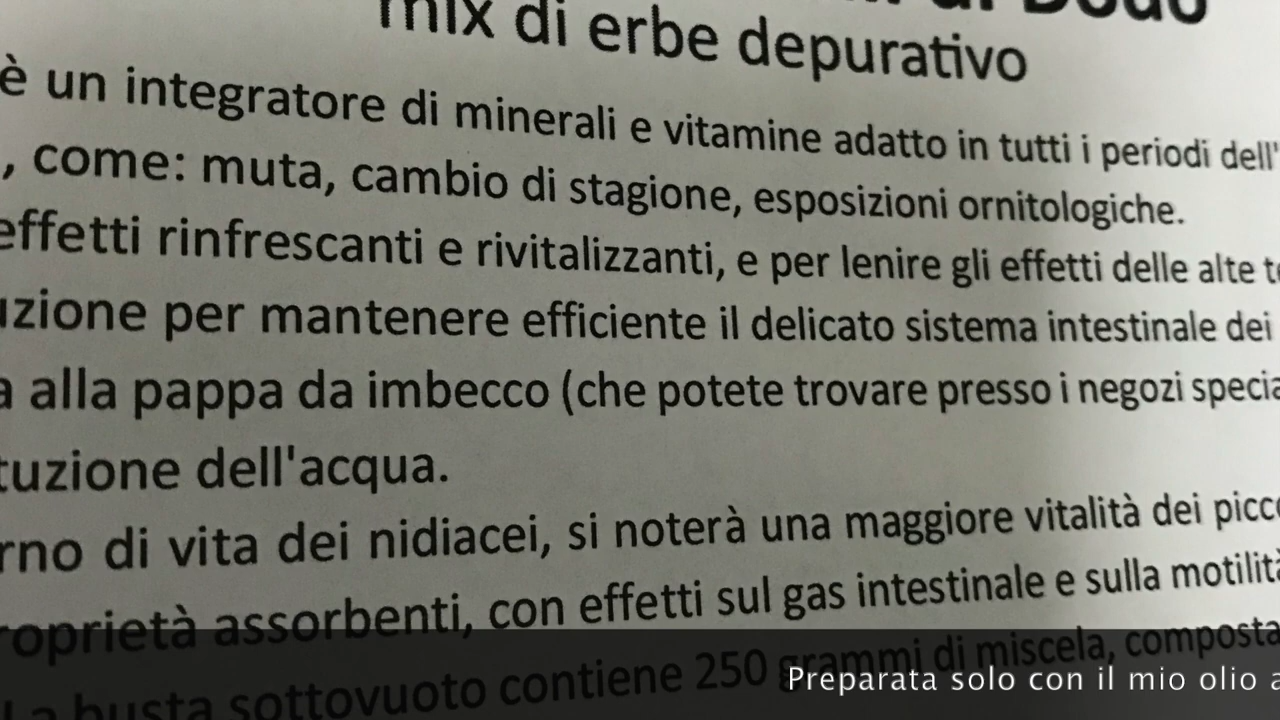 mix di erbe depurativo
è un integratore di minerali e vitamine adatto in tutti i periodi dell'
, come: muta, cambio di stagione, esposizioni ornitologiche.
effetti rinfrescanti e rivitalizzanti, e per lenire gli effetti delle alte
uzione per mantenere efficiente il delicato sistema intestinale dei
a alla pappa da imbecco (che potete trovare presso i negozi specia
tuzione dell'acqua.
rno di vita dei nidiacei, si noterà una maggiore vitalità dei picc
roprietà assorbenti, con effetti sul gas intestinale e sulla motilità
La busta sottovuoto contiene 250 grammi di miscela, composta
Preparata solo con il mio olio a